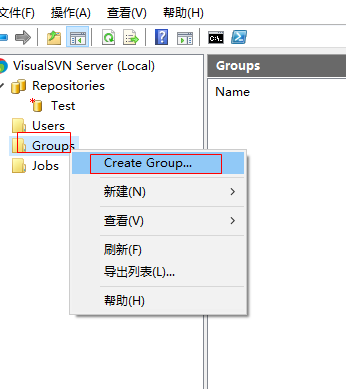 文件(F) 操作(A) 查看(V) 帮助(H)
VisualSVN Server (Local)
Repositories
Test
Users
Groups
Jobs
Groups
Name
Create Group...
新建(N)
查看(V)
刷新(F)
导出列表(L)...
帮助(H)